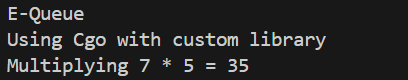 E-Queue
Using Cgo with custom library
Multiplying 7 * 5 = 35